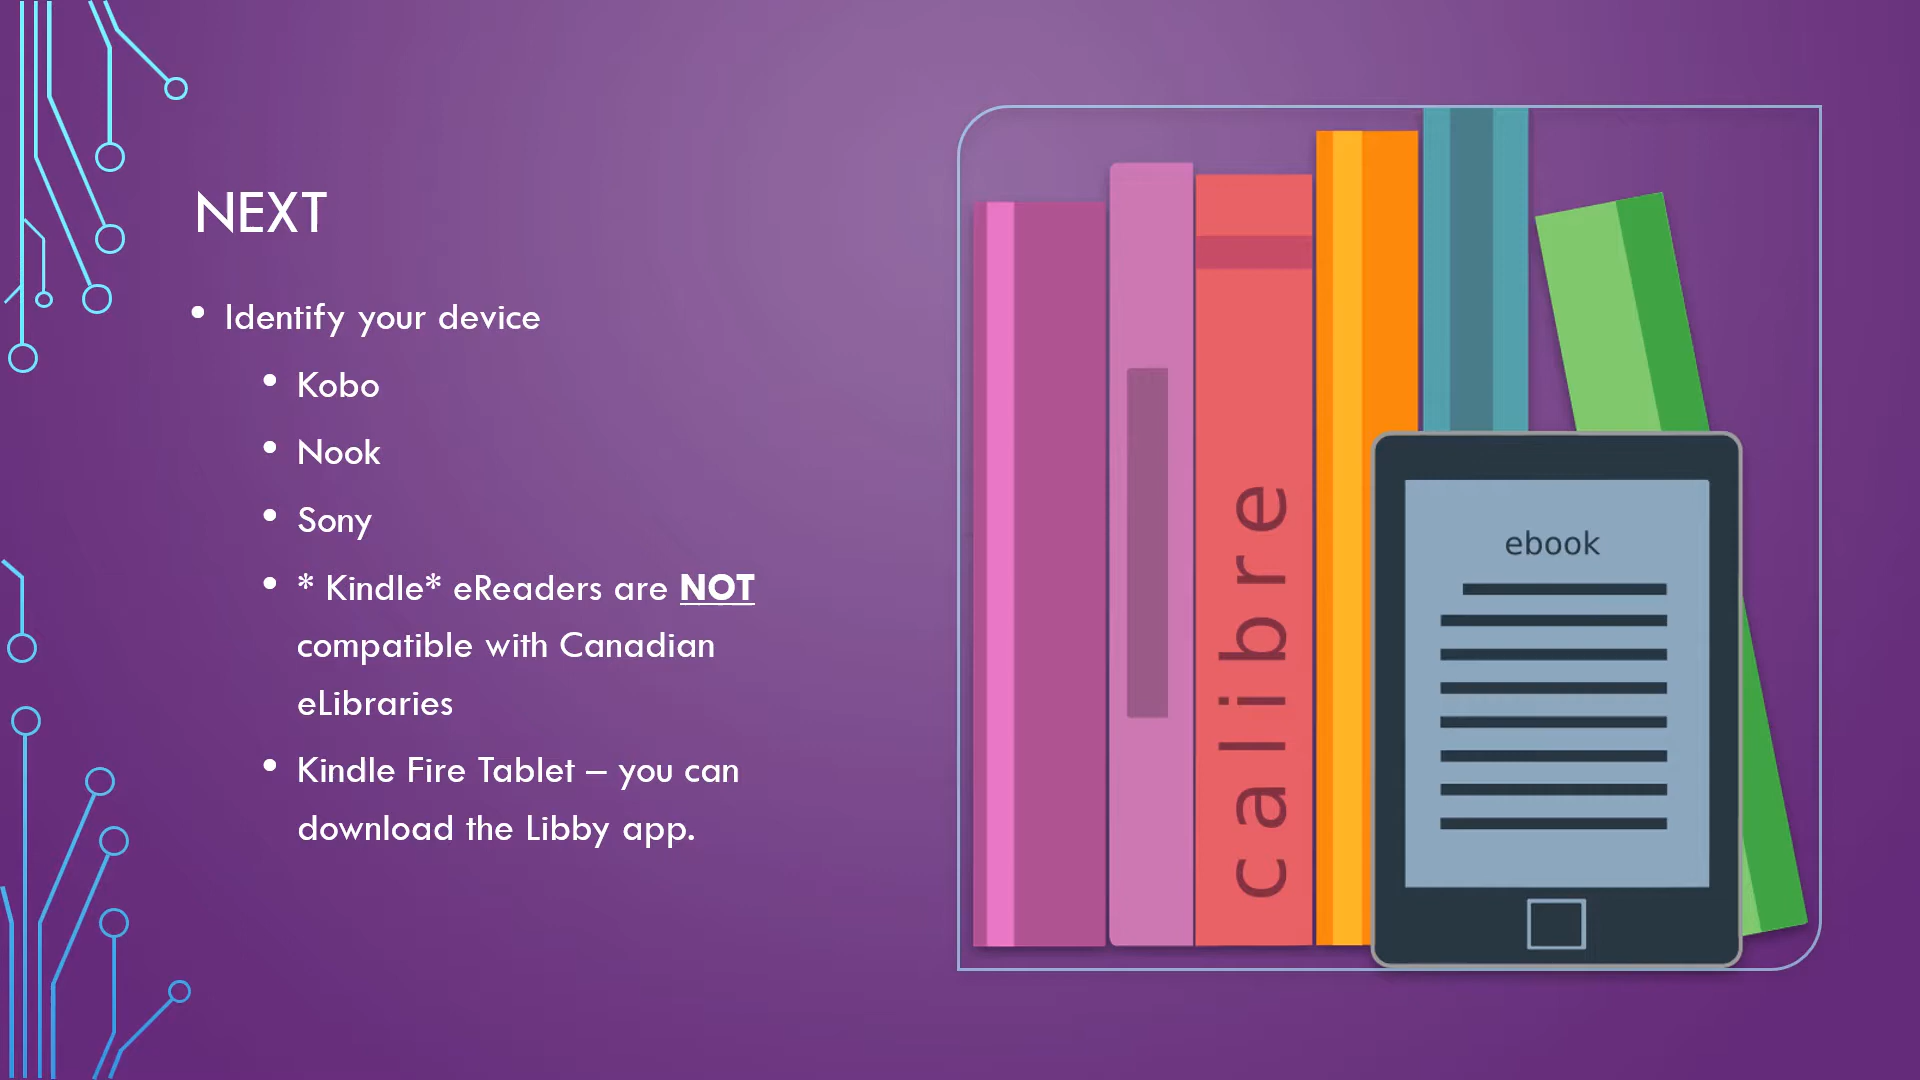 NEXT
• Identify your device
• Kobo
• Nook
• Sony
• * Kindle* eReaders are NOT
compatible with Canadian
eLibraries
• Kindle Fire Tablet – you can
download the Libby app.
calibre
ebook